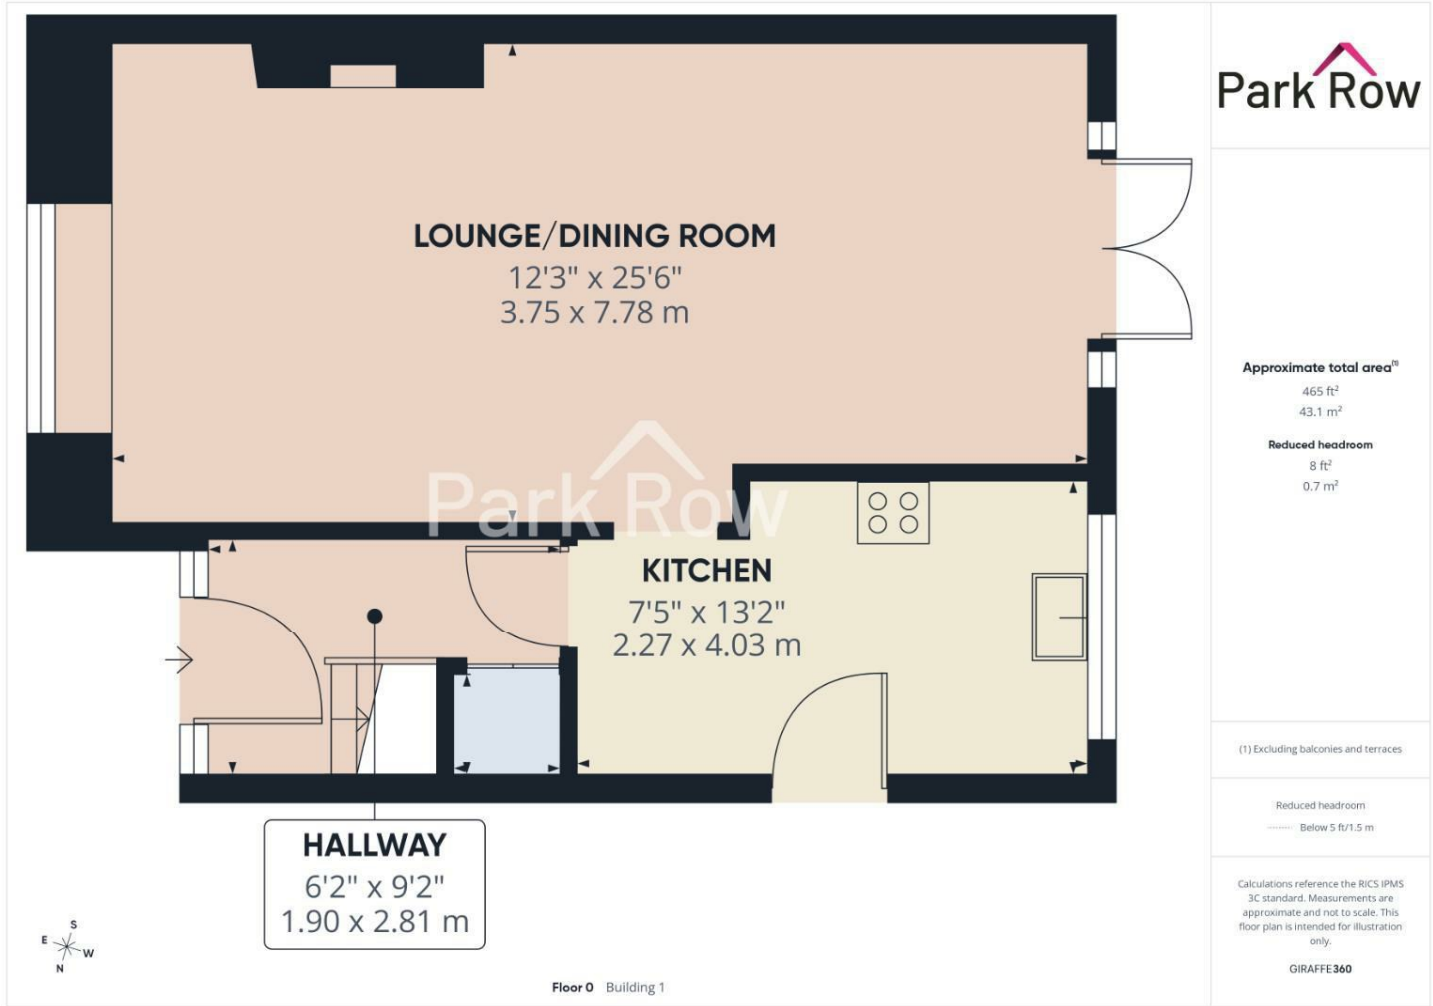 LOUNGE/DINING ROOM
12'3" x 25'6"
3.75 x 7.78 m
Park Row
KITCHEN
7'5" x 13'2"
2.27 x 4.03 m
HALLWAY
6'2" x 9'2"
1.90 x 2.81 m
S
E
W
N
Floor 0 Building 1
Park Row
Approximate total area(1)
465 ft²
43.1 m²
Reduced headroom
8 ft²
0.7 m²
(1) Excluding balconies and terraces
Reduced headroom
Below 5 ft/1.5 m
Calculations reference the RICS IPMS
3C standard. Measurements are
approximate and not to scale. This
floor plan is intended for illustration
only.
GIRAFFE360